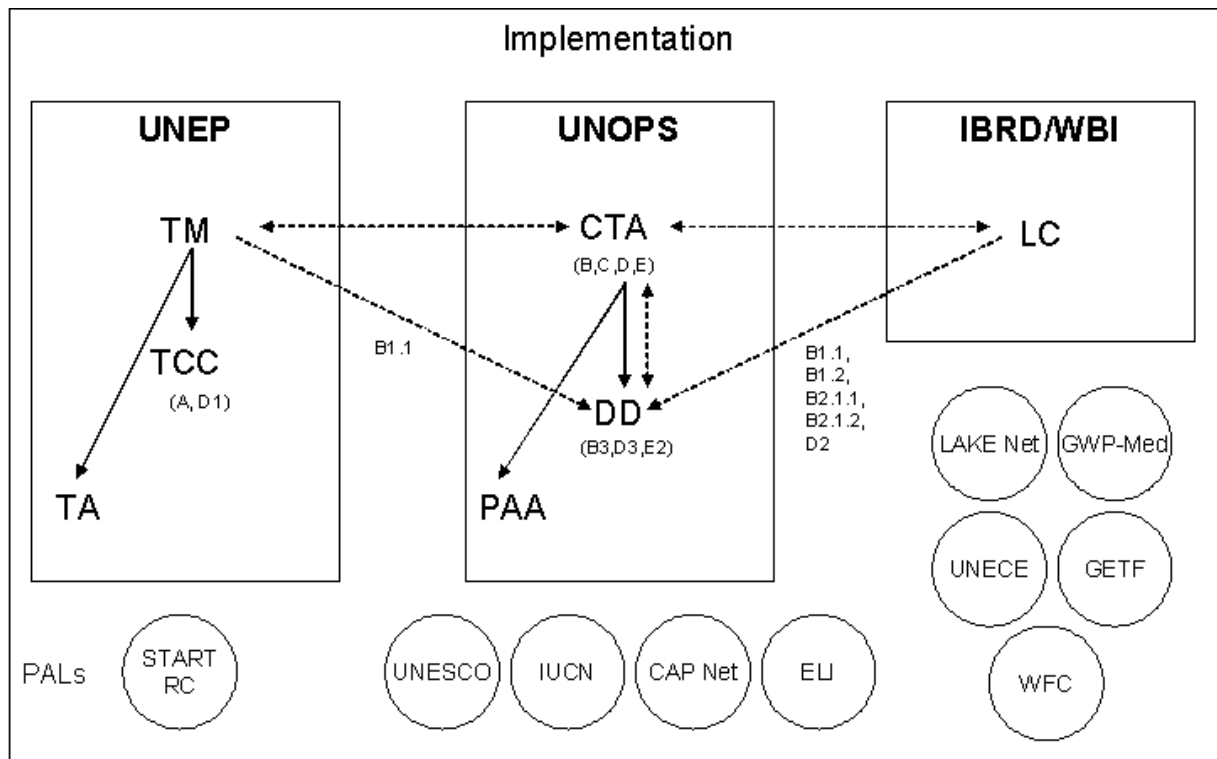 Implementation
UNEP
UNOPS
IBRD/WBI
TM
CTA
(B,C,D,E)
LC
TCC
(A, D1)
B1.1
B1.1,
B1.2,
B2.1.1,
B2.1.2,
D2
DD
(B3,D3,E2)
TA
PAA
LAKE Net
GWP-Med
UNECE
GETF
WFC
PALs
START
RC
UNESCO
IUCN
CAP Net
ELI